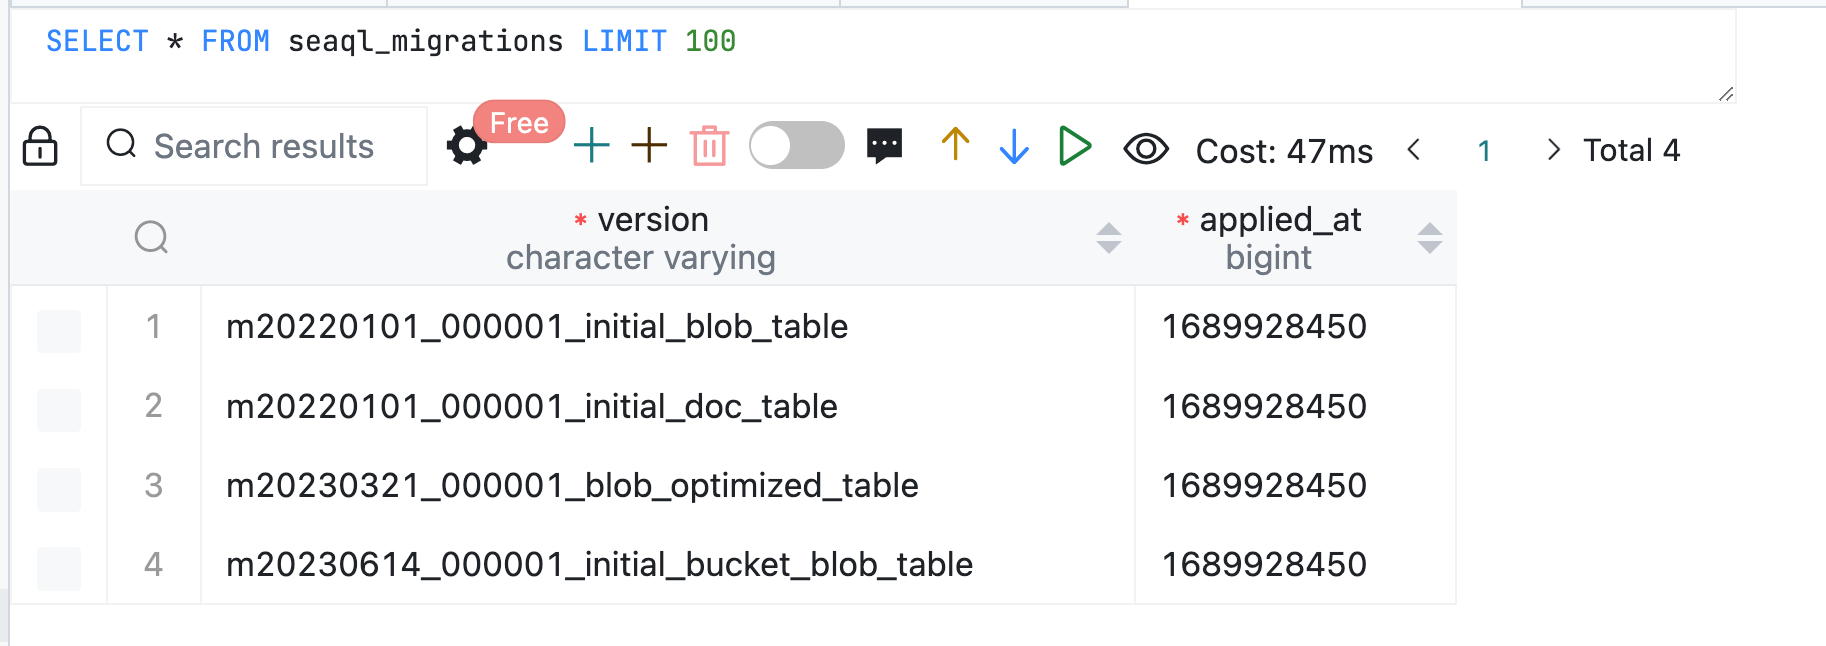 SELECT * FROM seaql_migrations LIMIT 100
Search results Free Cost: 47ms 1 Total 4
* version * applied_at
character varying bigint
1 m20220101_000001_initial_blob_table 1689928450
2 m20220101_000001_initial_doc_table 1689928450
3 m20230321_000001_blob_optimized_table 1689928450
4 m20230614_000001_initial_bucket_blob_table 1689928450